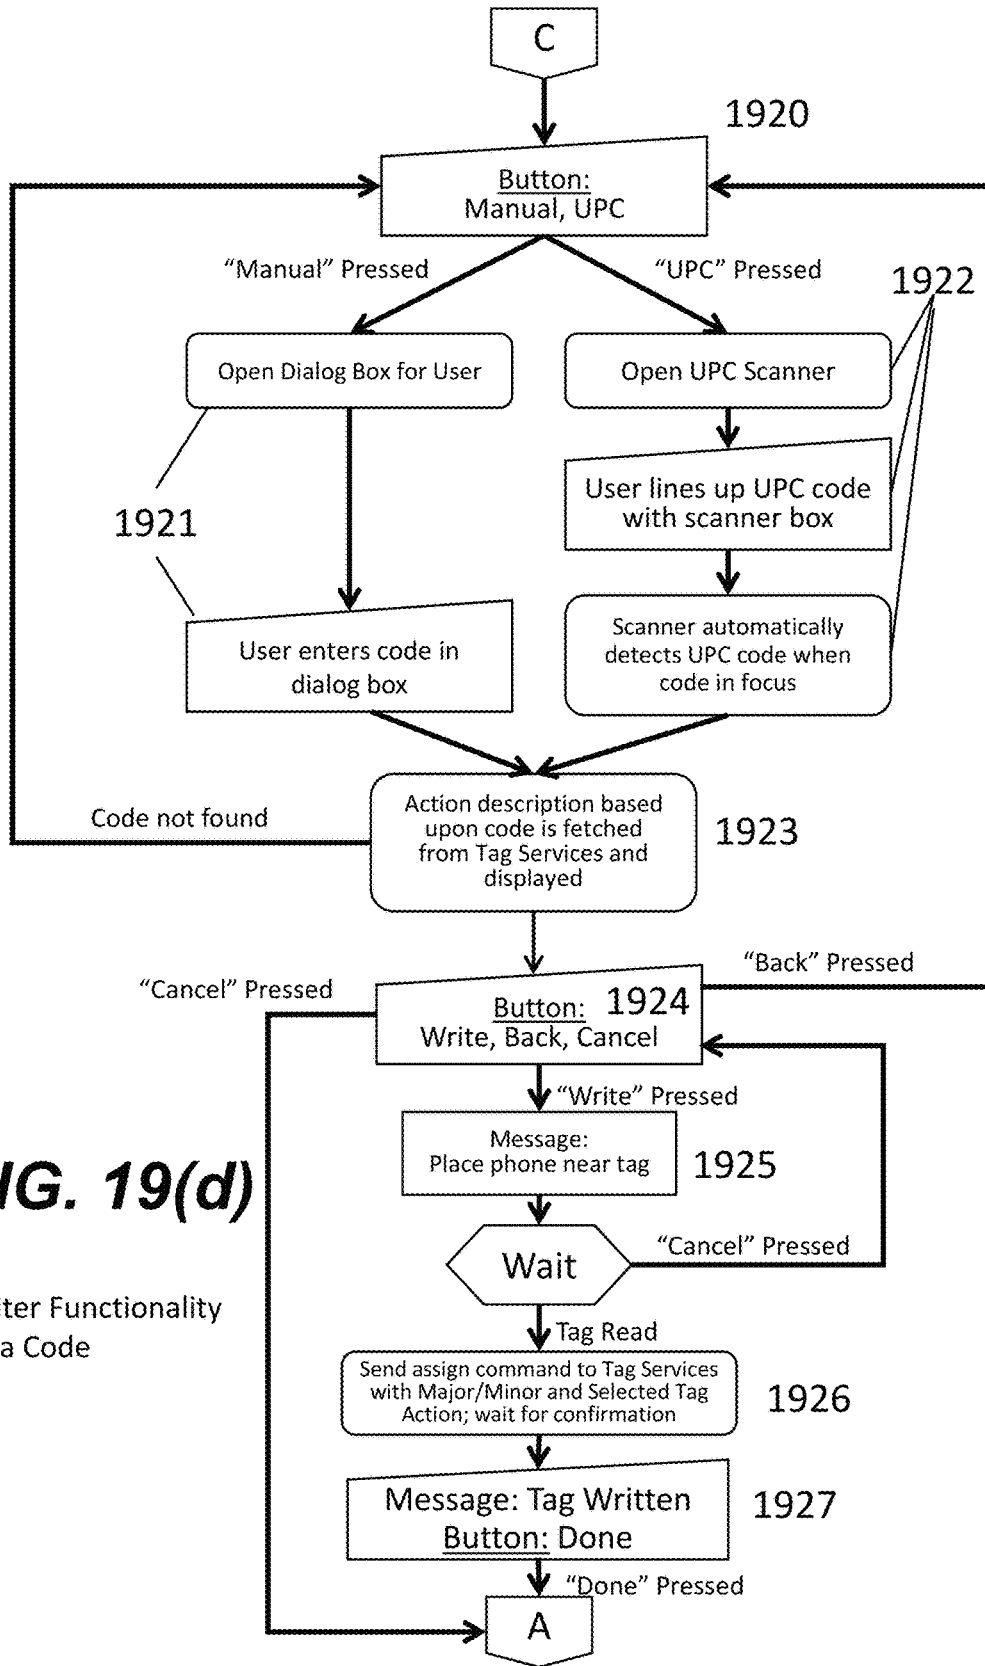 C
1920
Button:
Manual, UPC
“Manual” Pressed
“UPC” Pressed
1922
Open Dialog Box for User
Open UPC Scanner
User lines up UPC code
with scanner box
1921
Scanner automatically
detects UPC code when
code in focus
User enters code in
dialog box
Code not found
Action description based
upon code is fetched
from Tag Services and
displayed
1923
“Back” Pressed
“Cancel” Pressed
Button:
1924
Write, Back, Cancel
“Write” Pressed
Message:
Place phone near tag
1925
IG. 19(d)
Wait
“Cancel” Pressed
iter Functionality
a Code
Tag Read
Send assign command to Tag Services
with Major/Minor and Selected Tag
Action; wait for confirmation
1926
Message: Tag Written
Button: Done
1927
“Done” Pressed
A